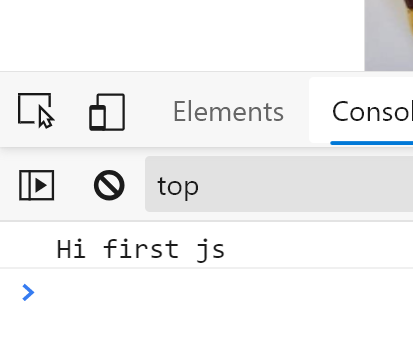 Elements Consol
top
Hi first js